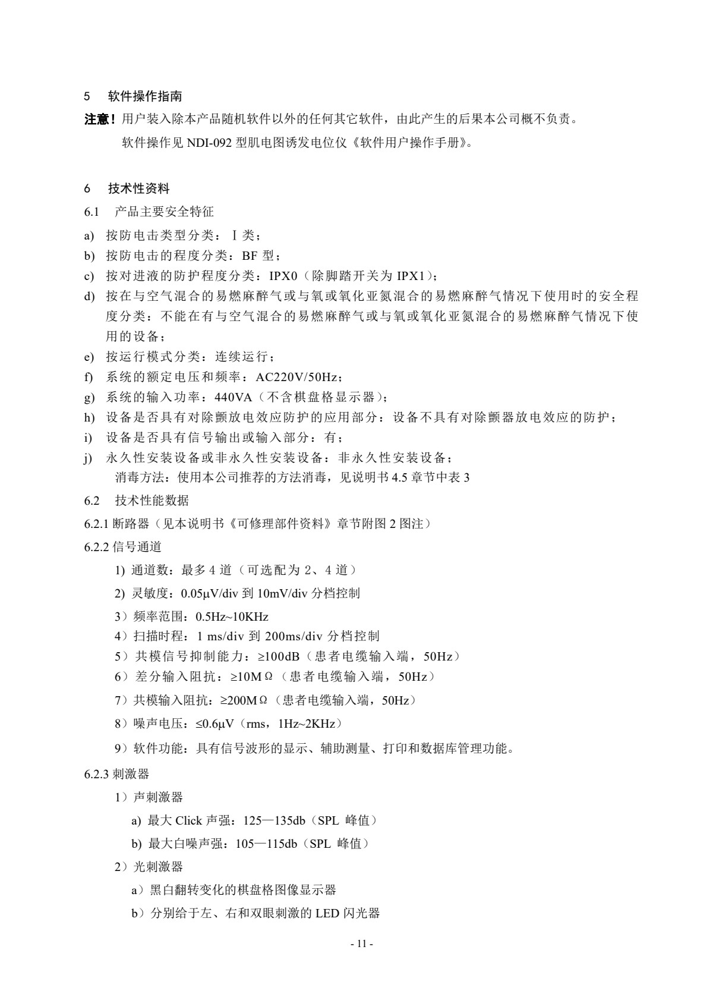 5 软件操作指南
注意！用户装入除本产品随机软件以外的任何其它软件，由此产生的后果本公司概不负责。
软件操作见 NDI-092 型肌电图诱发电位仪《软件用户操作手册》。
6 技术性资料
6.1 产品主要安全特征
a) 按防电击类型分类：Ⅰ类；
b) 按防电击的程度分类：BF 型；
c) 按对进液的防护程度分类：IPX0（除脚踏开关为 IPX1）；
d) 按在与空气混合的易燃麻醉气或与氧或氧化亚氮混合的易燃麻醉气情况下使用时的安全程
度分类：不能在有与空气混合的易燃麻醉气或与氧或氧化亚氮混合的易燃麻醉气情况下使
用的设备；
e) 按运行模式分类：连续运行；
f) 系统的额定电压和频率：AC220V/50Hz；
g) 系统的输入功率：440VA（不含棋盘格显示器）；
h) 设备是否具有对除颤放电效应防护的应用部分：设备不具有对除颤器放电效应的防护；
i) 设备是否具有信号输出或输入部分：有；
j) 永久性安装设备或非永久性安装设备：非永久性安装设备；
消毒方法：使用本公司推荐的方法消毒，见说明书 4.5 章节中表 3
6.2 技术性能数据
6.2.1 断路器（见本说明书《可修理部件资料》章节附图 2 图注）
6.2.2 信号通道
1) 通道数：最多 4 道（可选配为 2、4 道）
2) 灵敏度：0.05μV/div 到 10mV/div 分档控制
3）频率范围：0.5Hz~10KHz
4）扫描时程：1 ms/div 到 200ms/div 分档控制
5）共模信号抑制能力：≥100dB（患者电缆输入端，50Hz）
6）差分输入阻抗：≥10MΩ（患者电缆输入端，50Hz）
7）共模输入阻抗：≥200MΩ（患者电缆输入端，50Hz）
8）噪声电压：≤0.6μV（rms，1Hz~2KHz）
9）软件功能：具有信号波形的显示、辅助测量、打印和数据库管理功能。
6.2.3 刺激器
1）声刺激器
a) 最大 Click 声强：125—135db（SPL 峰值）
b) 最大白噪声强：105—115db（SPL 峰值）
2）光刺激器
a）黑白翻转变化的棋盘格图像显示器
b）分别给于左、右和双眼刺激的 LED 闪光器
- 11 -